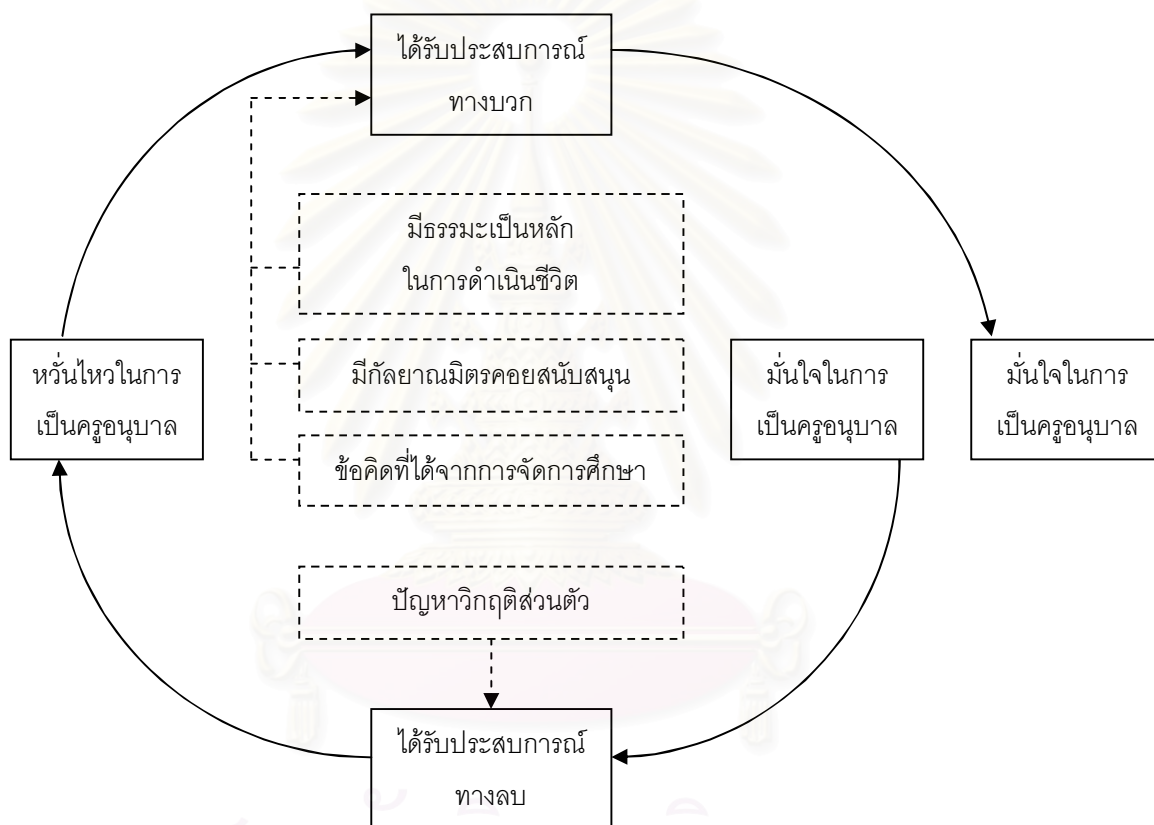 ได้รับประสบการณ์
ทางบวก
มีธรรมะเป็นหลัก
ในการดำเนินชีวิต
หวั่นไหวในการ
เป็นครูอนุบาล
มีกัลยาณมิตรคอยสนับสนุน
มั่นใจในการ
เป็นครูอนุบาล
มั่นใจในการ
เป็นครูอนุบาล
ข้อคิดที่ได้จากการจัดการศึกษา
ปัญหาวิกฤติส่วนตัว
ได้รับประสบการณ์
ทางลบ